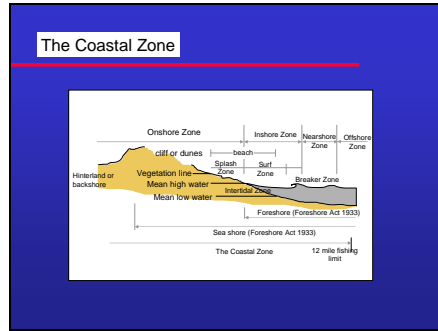 The Coastal Zone
Onshore Zone
Inshore Zone
Nearshore Zone
Offshore Zone
cliff or dunes
beach
Splash Zone
Surf Zone
Breaker Zone
Hinterland or backshore
Vegetation line
Mean high water
Intertidal Zone
Mean low water
Foreshore (Foreshore Act 1933)
Sea shore (Foreshore Act 1933)
The Coastal Zone
12 mile fishing limit